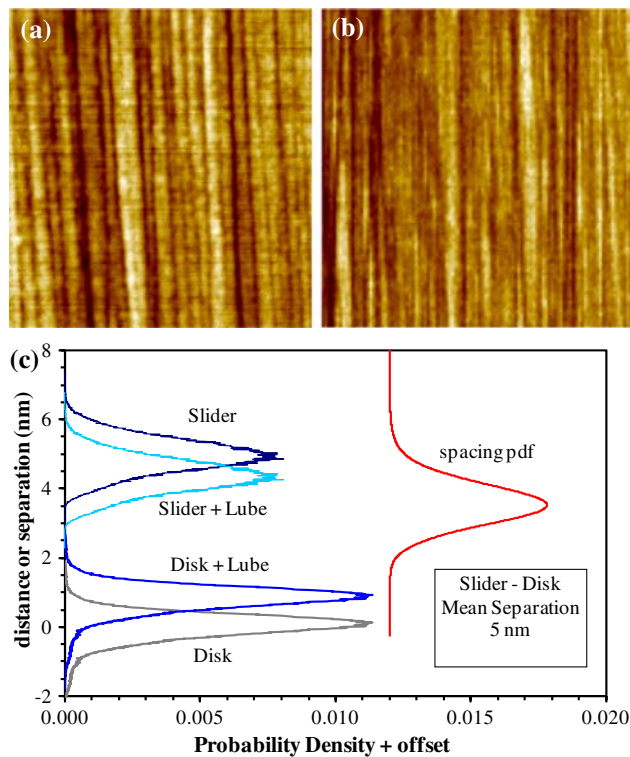 (a)
(b)
(c)
8
6
4
2
0
-2
distance or separation (nm)
Slider
Slider + Lube
Disk + Lube
Disk
spacing pdf
Slider - Disk
Mean Separation
5 nm
0.000
0.005
0.010
0.015
0.020
Probability Density + offset